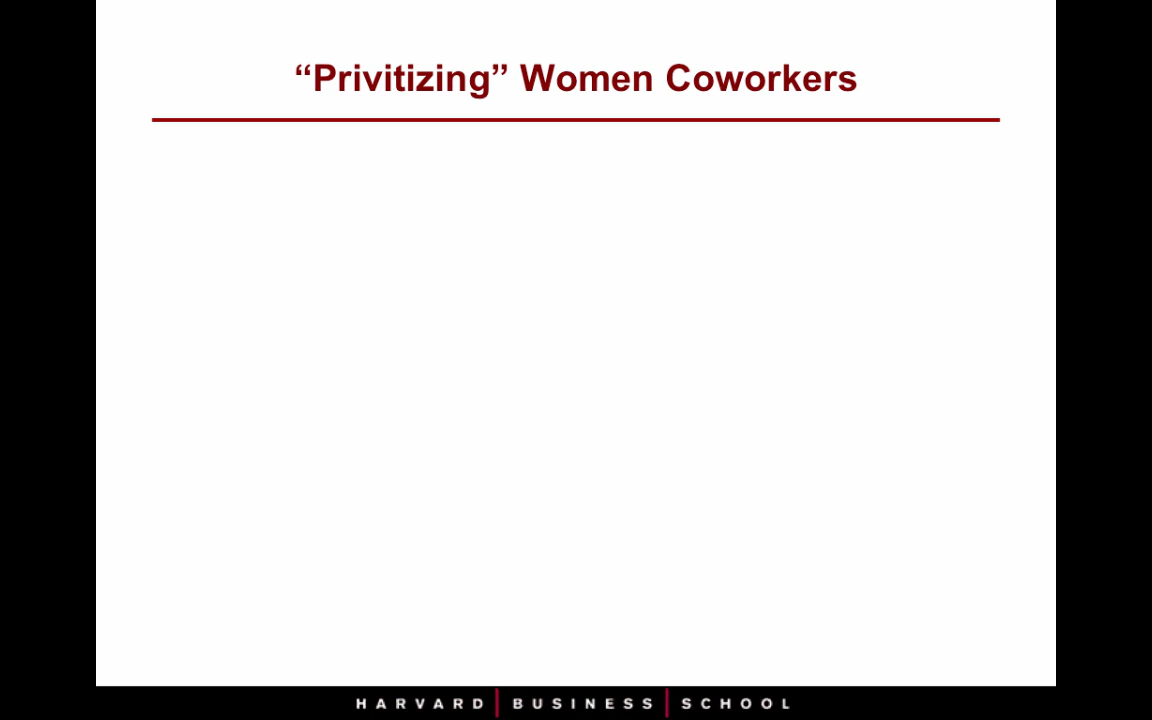 “Privitizing” Women Coworkers
HARVARD | BUSINESS | SCHOOL